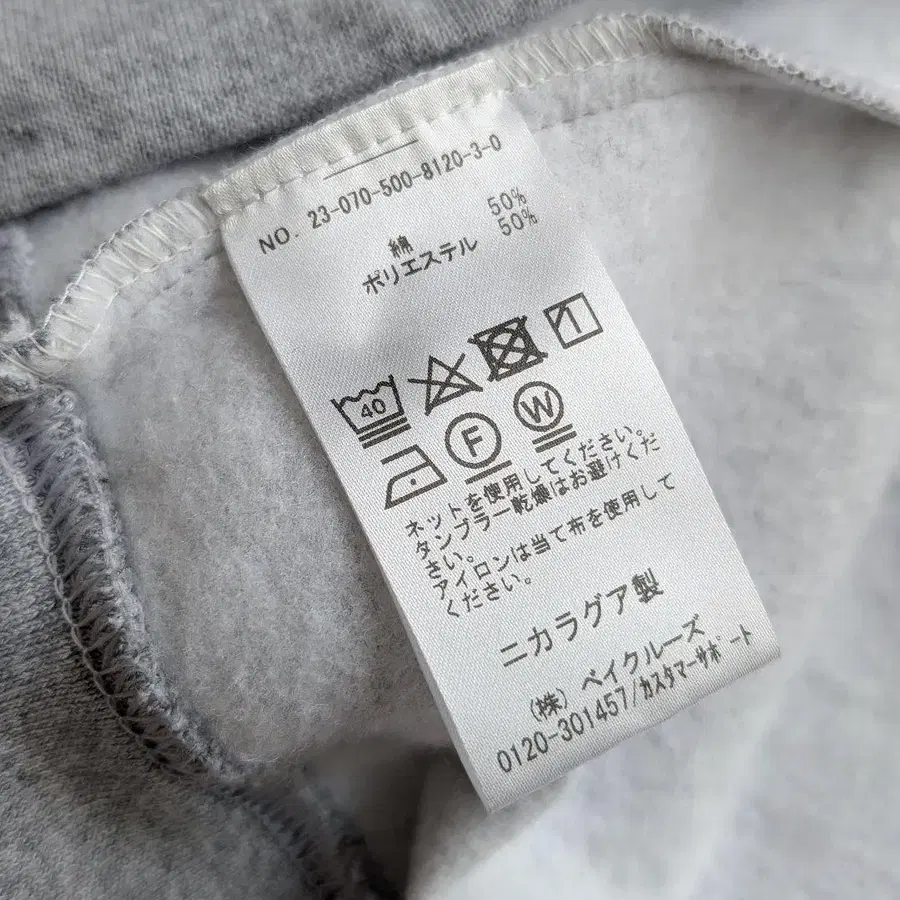 NO. 23-070-500-8120-3-0
綿 50%
ポリエステル 50%
40
F W
ネットを使用してください。
タンブラー乾燥はお避けくだ
さい。
アイロンは当て布を使用して
ください。
ニカラグア製
(株) ベイクルーズ
0120-301457/カスタマーサポート